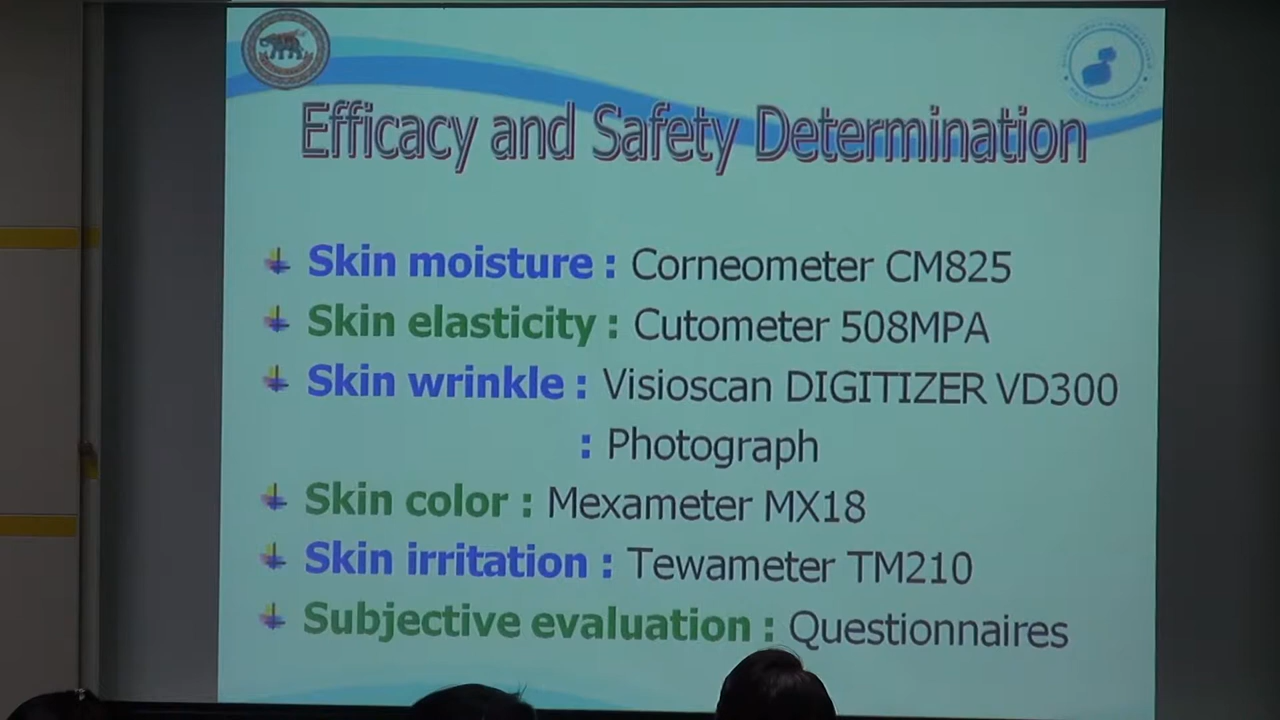 Efficacy and Safety Determination
Skin moisture : Corneometer CM825
Skin elasticity : Cutometer 508MPA
Skin wrinkle : Visioscan DIGITIZER VD300
: Photograph
Skin color : Mexameter MX18
Skin irritation : Tewameter TM210
Subjective evaluation : Questionnaires